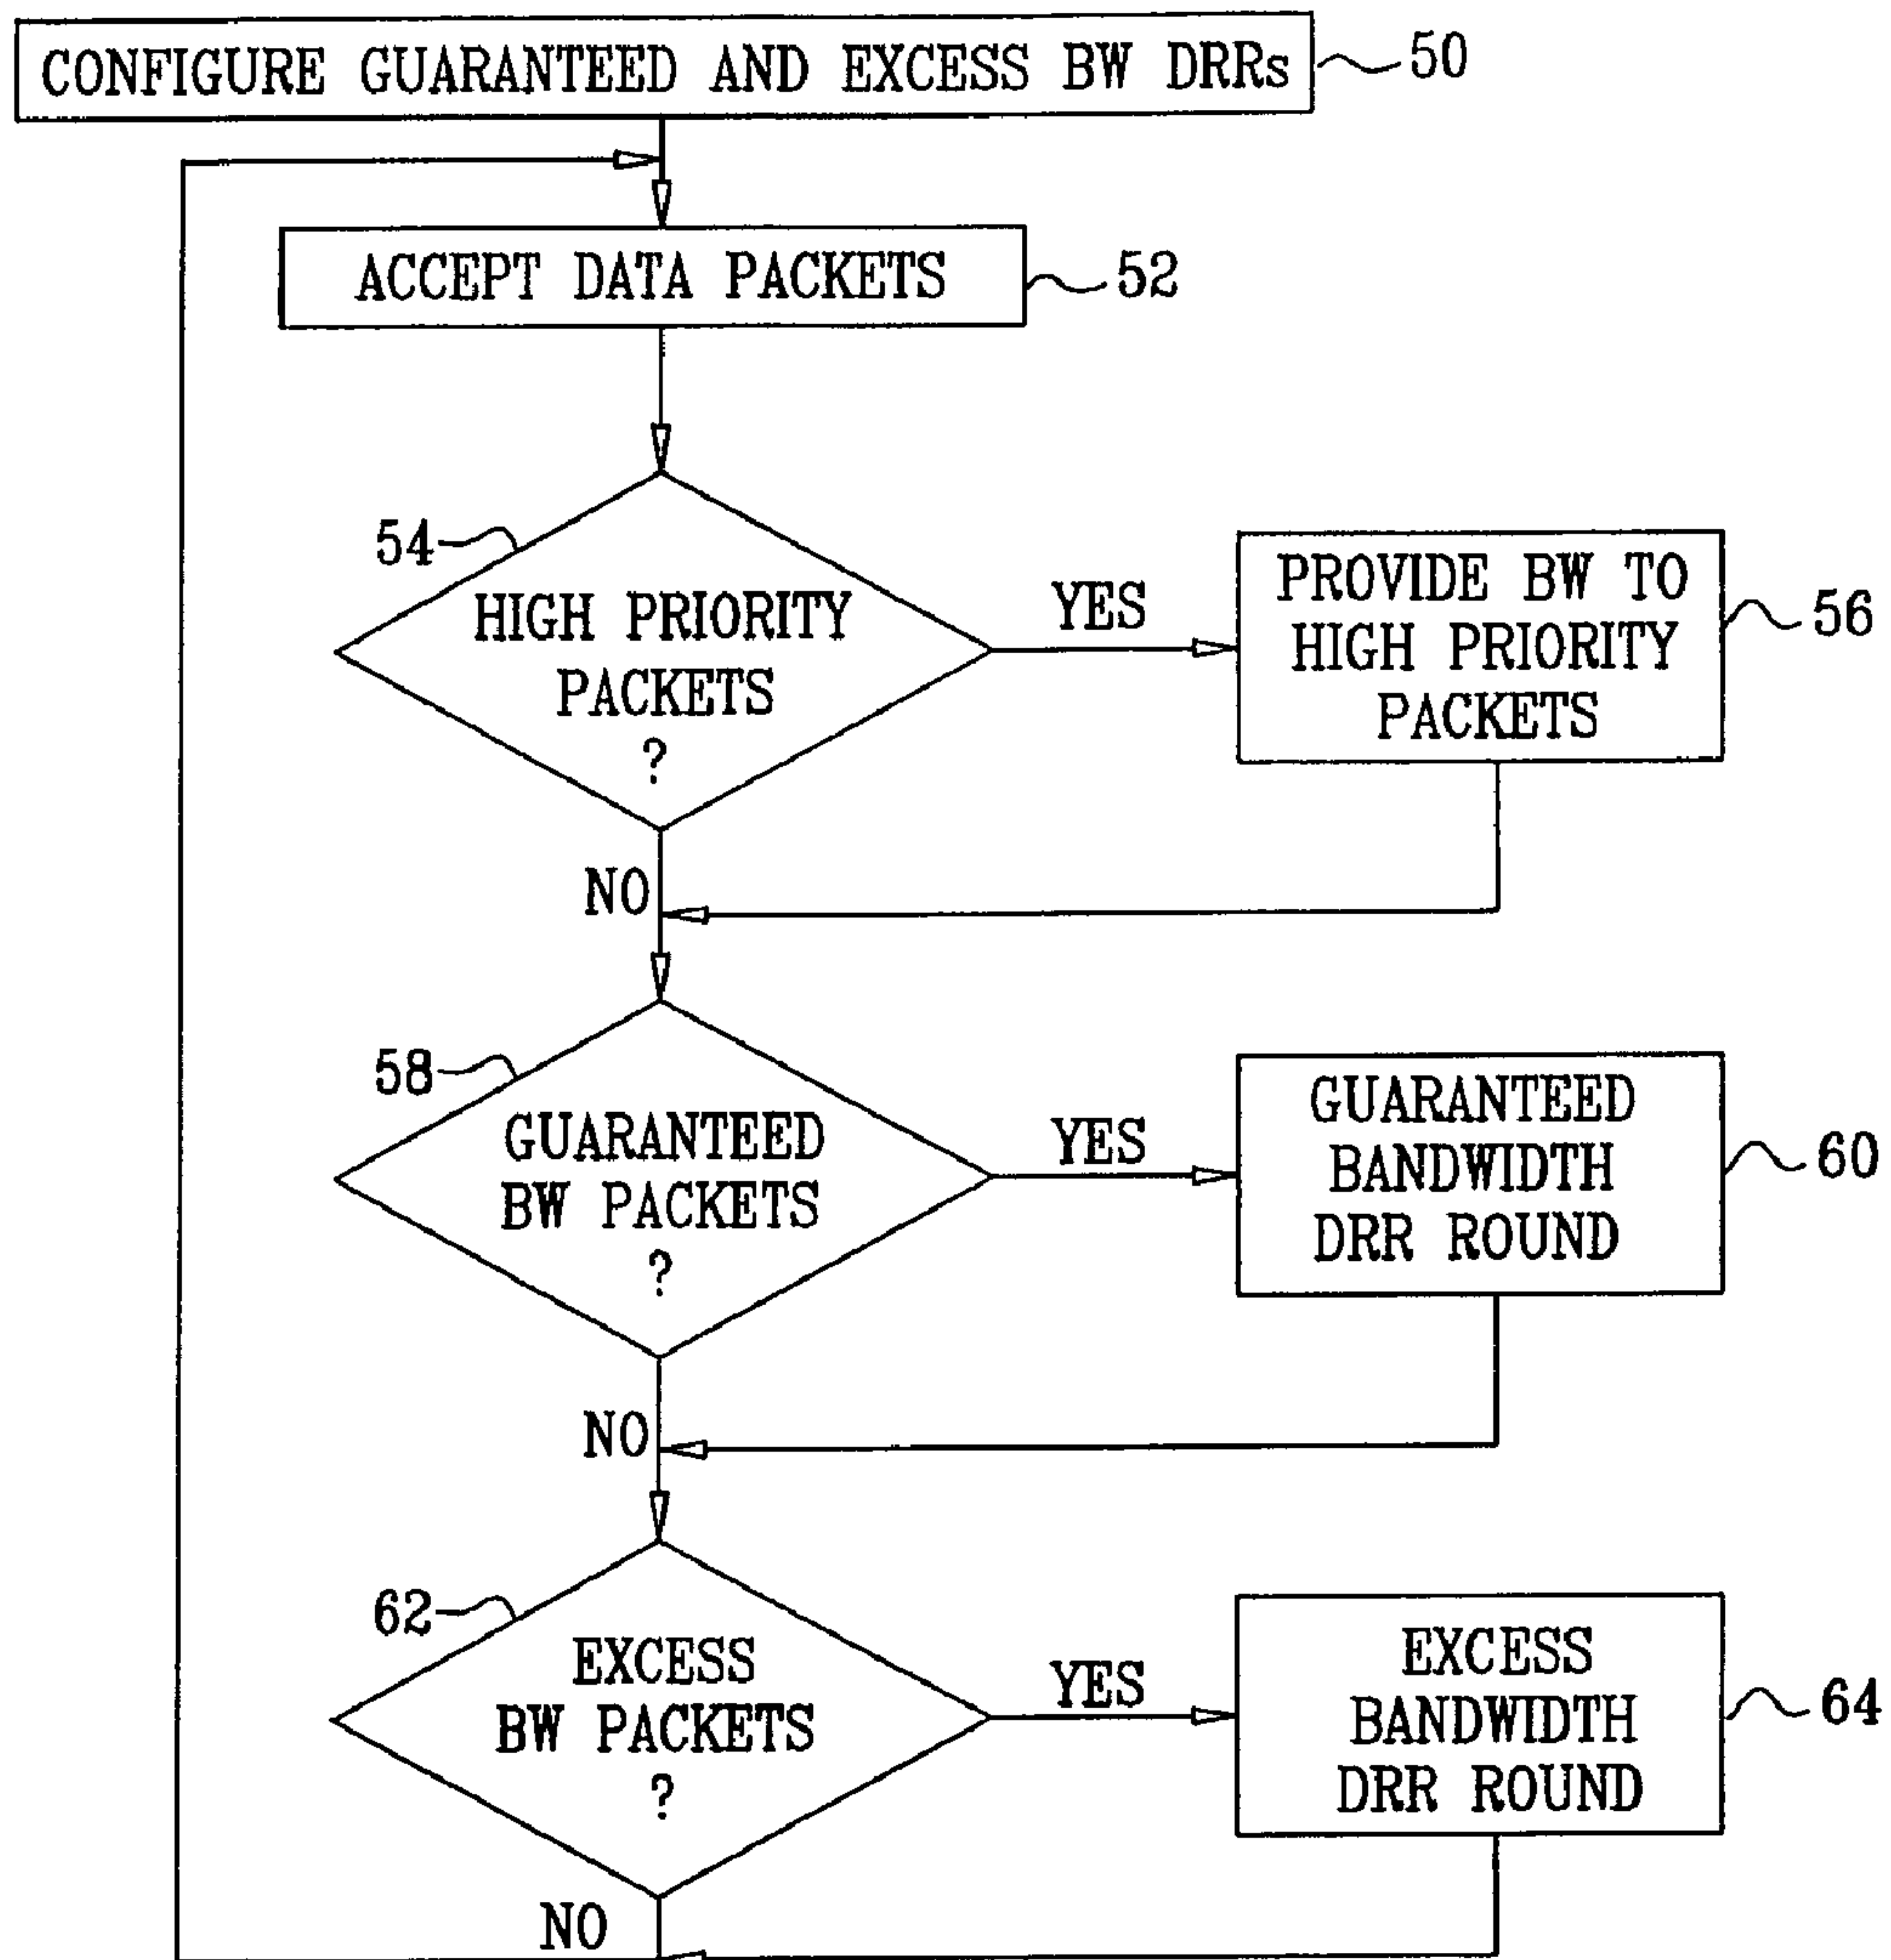 CONFIGURE GUARANTEED AND EXCESS BW DRRs
50
ACCEPT DATA PACKETS
52
54
HIGH PRIORITY
PACKETS
?
YES
PROVIDE BW TO
HIGH PRIORITY
PACKETS
56
NO
58
GUARANTEED
BW PACKETS
?
YES
GUARANTEED
BANDWIDTH
DRR ROUND
60
NO
62
EXCESS
BW PACKETS
?
YES
EXCESS
BANDWIDTH
DRR ROUND
64
NO